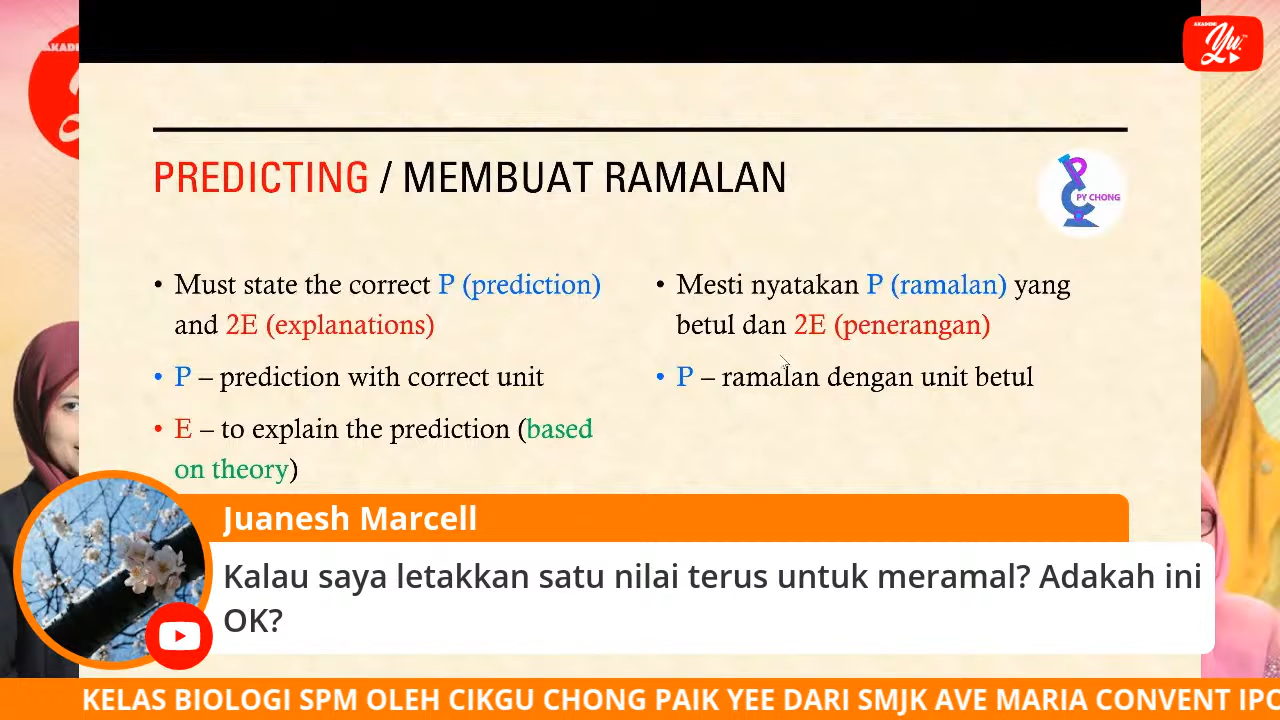 AKADEMI
Yu.
PREDICTING / MEMBUAT RAMALAN
PY CHONG
• Must state the correct P (prediction)
and 2E (explanations)
• P – prediction with correct unit
• E – to explain the prediction (based
on theory)
• Mesti nyatakan P (ramalan) yang
betul dan 2E (penerangan)
• P – ramalan dengan unit betul
Juanesh Marcell
Kalau saya letakkan satu nilai terus untuk meramal? Adakah ini
OK?
KELAS BIOLOGI SPM OLEH CIKGU CHONG PAIK YEE DARI SMJK AVE MARIA CONVENT IPO